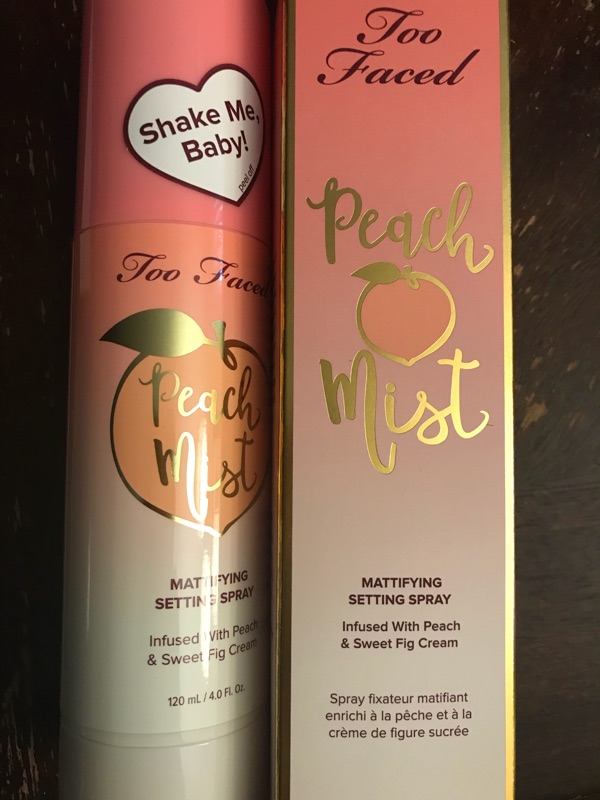 Shake Me,
Baby!
peel off
Too Faced
Peach
Mist
MATTIFYING
SETTING SPRAY
Infused With Peach
& Sweet Fig Cream
120 mL / 4.0 Fl. Oz.
Too
Faced
Peach
Mist
MATTIFYING
SETTING SPRAY
Infused With Peach
& Sweet Fig Cream
Spray fixateur matifiant
enrichi à la pêche et à la
crème de figure sucrée